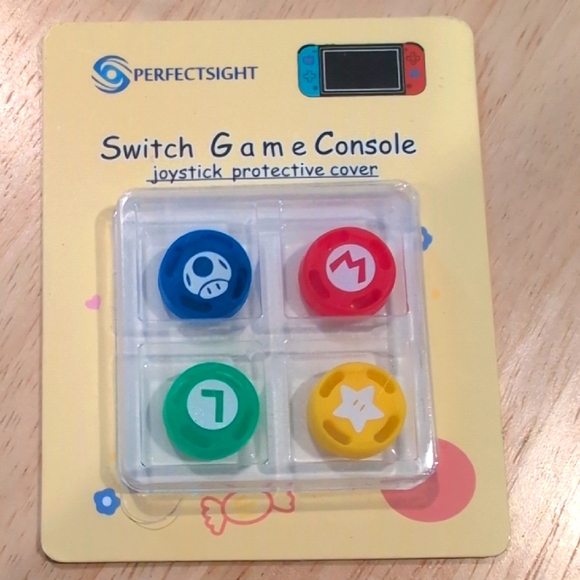 PERFECTSIGHT
Switch Game Console
joystick protective cover
M
L